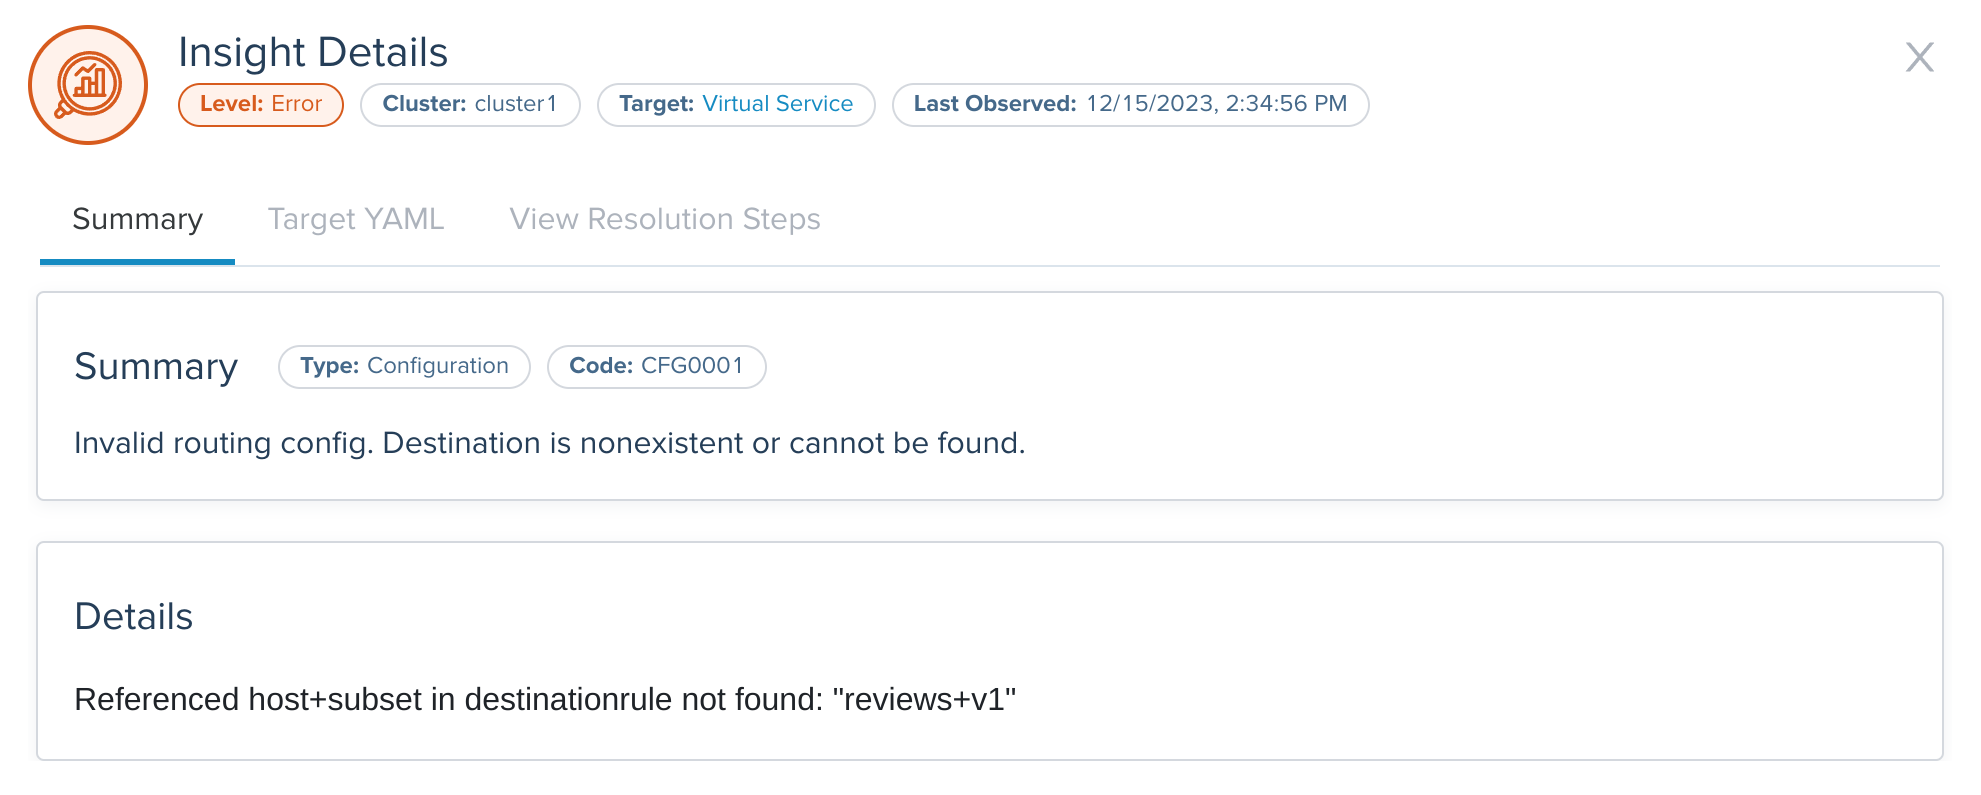 Insight Details
Level: Error Cluster: cluster1 Target: Virtual Service Last Observed: 12/15/2023, 2:34:56 PM
Summary Target YAML View Resolution Steps
Summary Type: Configuration Code: CFG0001
Invalid routing config. Destination is nonexistent or cannot be found.
Details
Referenced host+subset in destinationrule not found: "reviews+v1"